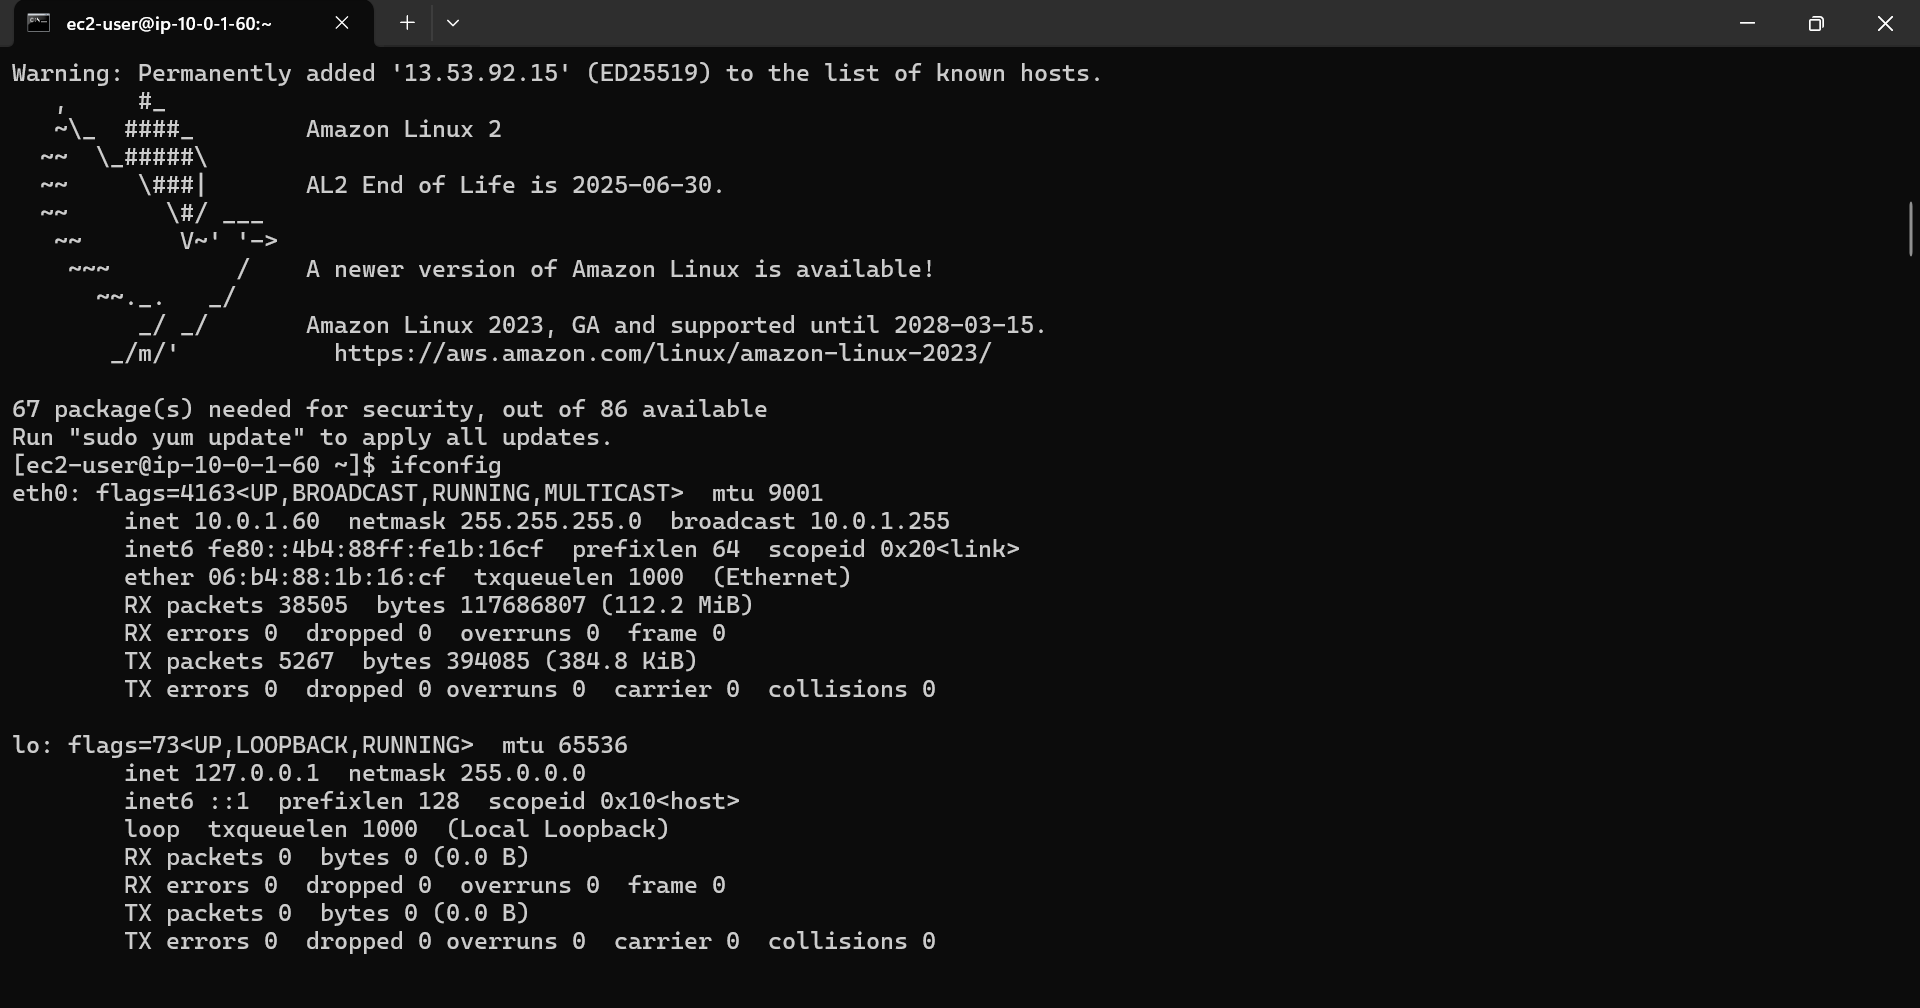 ec2-user@ip-10-0-1-60:~
Warning: Permanently added '13.53.92.15' (ED25519) to the list of known hosts.
   ,     #_
   ~\_  ####_        Amazon Linux 2
  ~~  \_#####\
  ~~     \###|       AL2 End of Life is 2025-06-30.
  ~~       \#/ ___
   ~~       V~' '->
    ~~~         /    A newer version of Amazon Linux is available!
      ~~._.   _/
         _/ _/       Amazon Linux 2023, GA and supported until 2028-03-15.
       _/m/'           https://aws.amazon.com/linux/amazon-linux-2023/
67 package(s) needed for security, out of 86 available
Run "sudo yum update" to apply all updates.
[ec2-user@ip-10-0-1-60 ~]$ ifconfig
eth0: flags=4163<UP,BROADCAST,RUNNING,MULTICAST>  mtu 9001
        inet 10.0.1.60  netmask 255.255.255.0  broadcast 10.0.1.255
        inet6 fe80::4b4:88ff:fe1b:16cf  prefixlen 64  scopeid 0x20<link>
        ether 06:b4:88:1b:16:cf  txqueuelen 1000  (Ethernet)
        RX packets 38505  bytes 117686807 (112.2 MiB)
        RX errors 0  dropped 0  overruns 0  frame 0
        TX packets 5267  bytes 394085 (384.8 KiB)
        TX errors 0  dropped 0 overruns 0  carrier 0  collisions 0
lo: flags=73<UP,LOOPBACK,RUNNING>  mtu 65536
        inet 127.0.0.1  netmask 255.0.0.0
        inet6 ::1  prefixlen 128  scopeid 0x10<host>
        loop  txqueuelen 1000  (Local Loopback)
        RX packets 0  bytes 0 (0.0 B)
        RX errors 0  dropped 0  overruns 0  frame 0
        TX packets 0  bytes 0 (0.0 B)
        TX errors 0  dropped 0 overruns 0  carrier 0  collisions 0